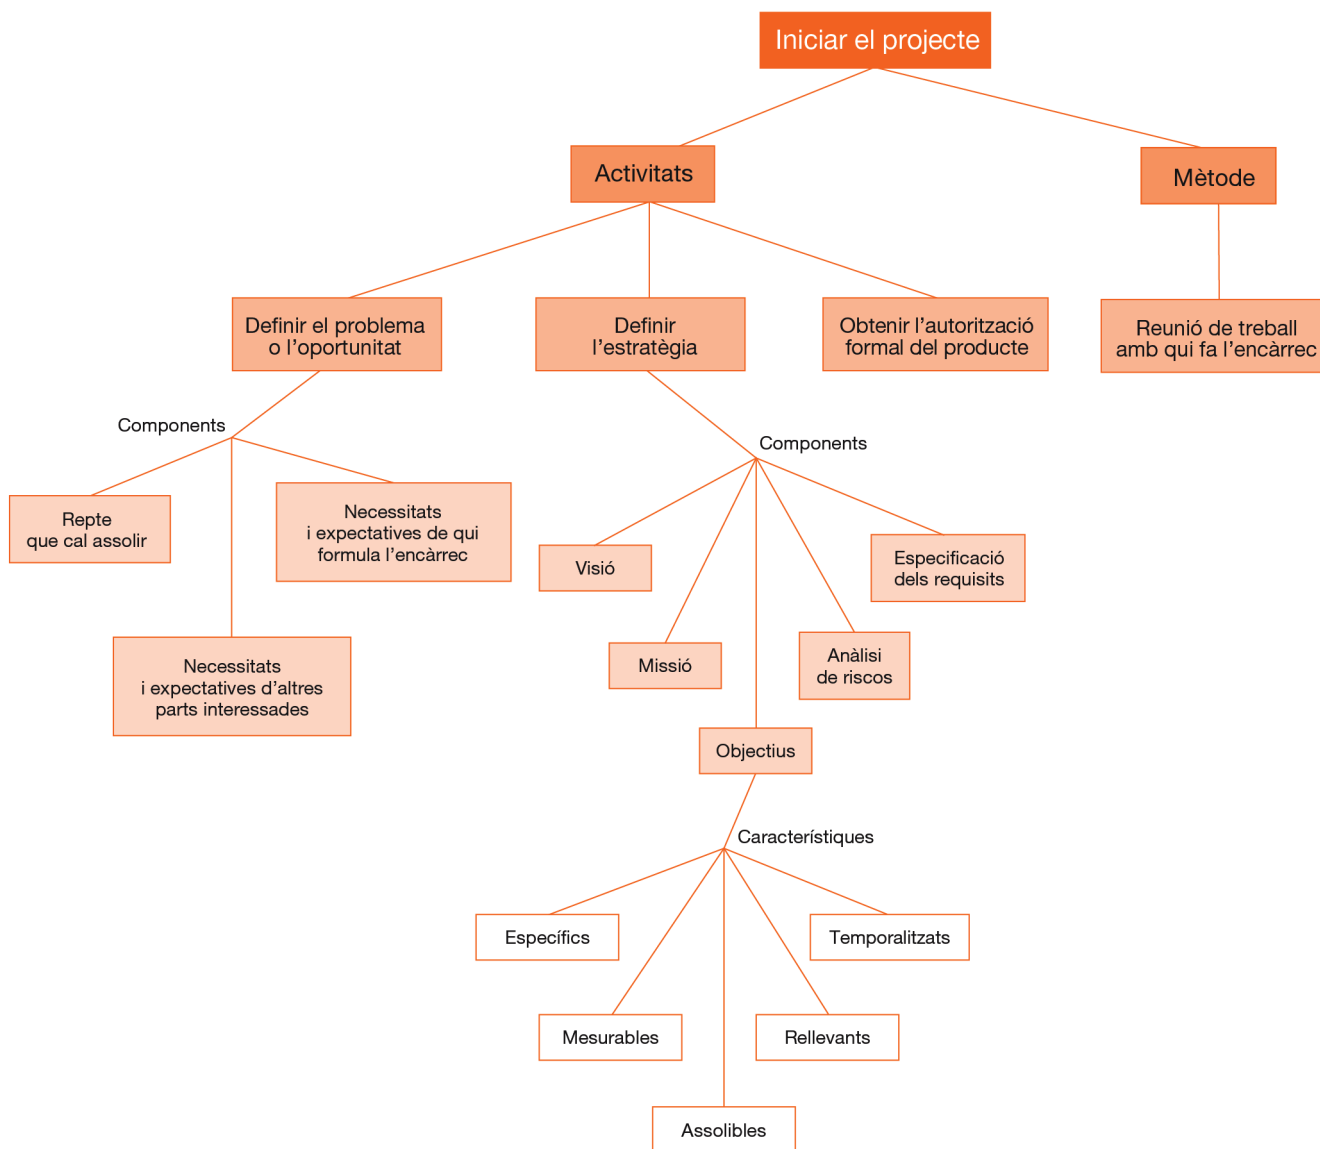 Iniciar el projecte
Activitats
Mètode
Definir el problema
o l’oportunitat
Definir
l’estratègia
Obtenir l’autorització
formal del producte
Reunió de treball
amb qui fa l’encàrrec
Components
Repte
que cal assolir
Necessitats
i expectatives de qui
formula l’encàrrec
Necessitats
i expectatives d’altres
parts interessades
Components
Visió
Missió
Objectius
Anàlisi
de riscos
Especificació
dels requisits
Característiques
Específics
Mesurables
Assolibles
Rellevants
Temporalitzats